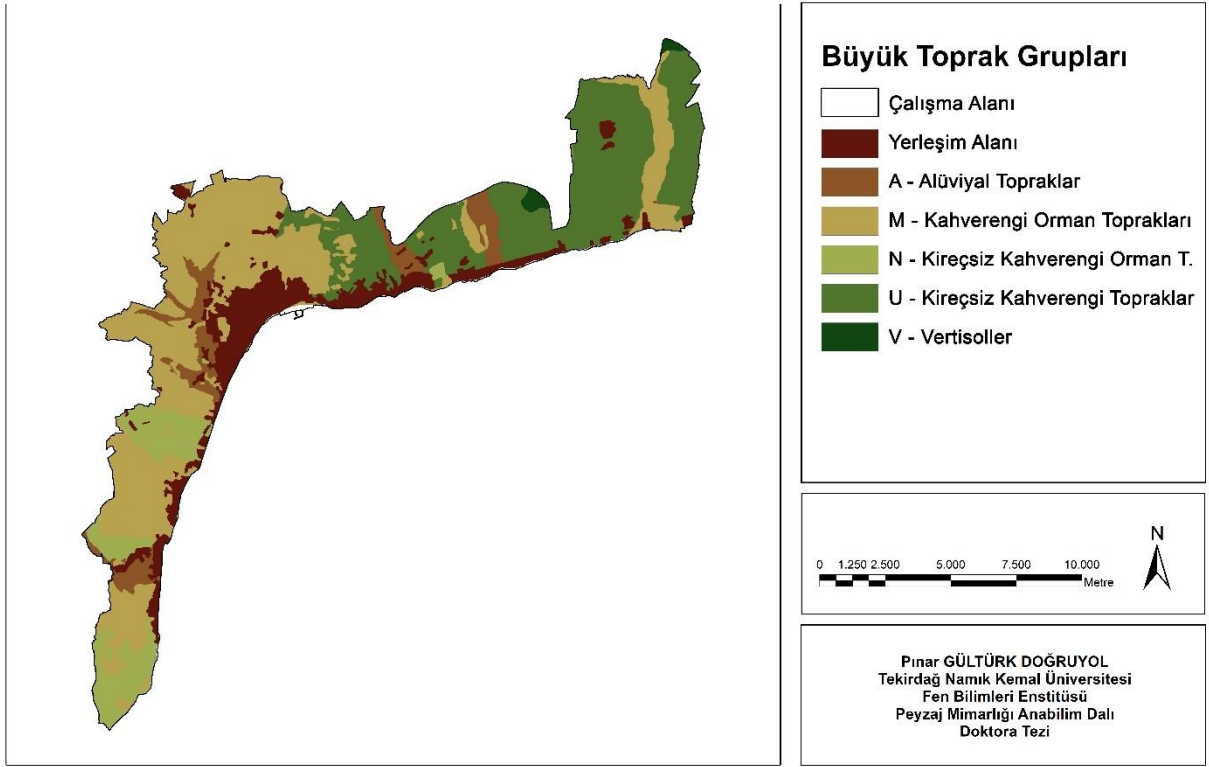 Büyük Toprak Grupları
Çalışma Alanı
Yerleşim Alanı
A - Alüviyal Topraklar
M - Kahverengi Orman Toprakları
N - Kireçsiz Kahverengi Orman T.
U - Kireçsiz Kahverengi Topraklar
V - Vertisoller
N
0 1.250 2.500 5.000 7.500 10.000
Metre
Pınar GÜLTÜRK DOĞRUYOL
Tekirdağ Namık Kemal Üniversitesi
Fen Bilimleri Enstitüsü
Peyzaj Mimarlığı Anabilim Dalı
Doktora Tezi